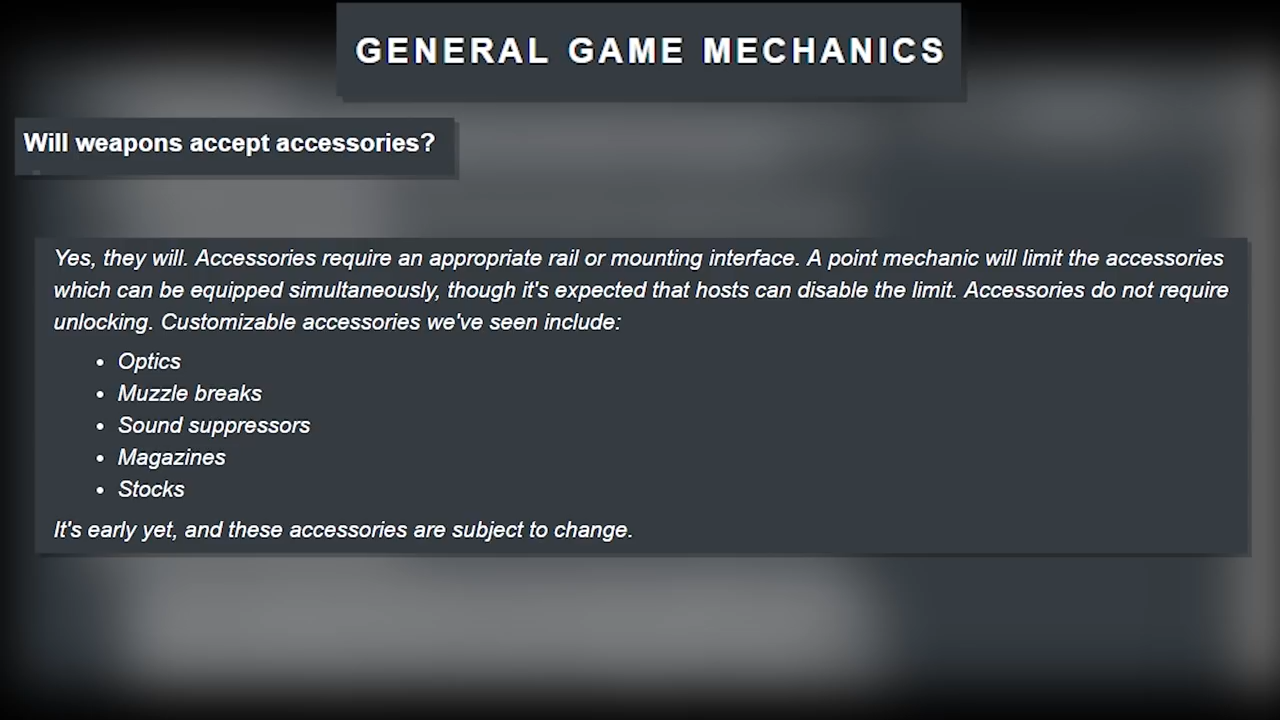 GENERAL GAME MECHANICS
Will weapons accept accessories?
Yes, they will. Accessories require an appropriate rail or mounting interface. A point mechanic will limit the accessories
which can be equipped simultaneously, though it's expected that hosts can disable the limit. Accessories do not require
unlocking. Customizable accessories we've seen include:
• Optics
• Muzzle breaks
• Sound suppressors
• Magazines
• Stocks
It's early yet, and these accessories are subject to change.